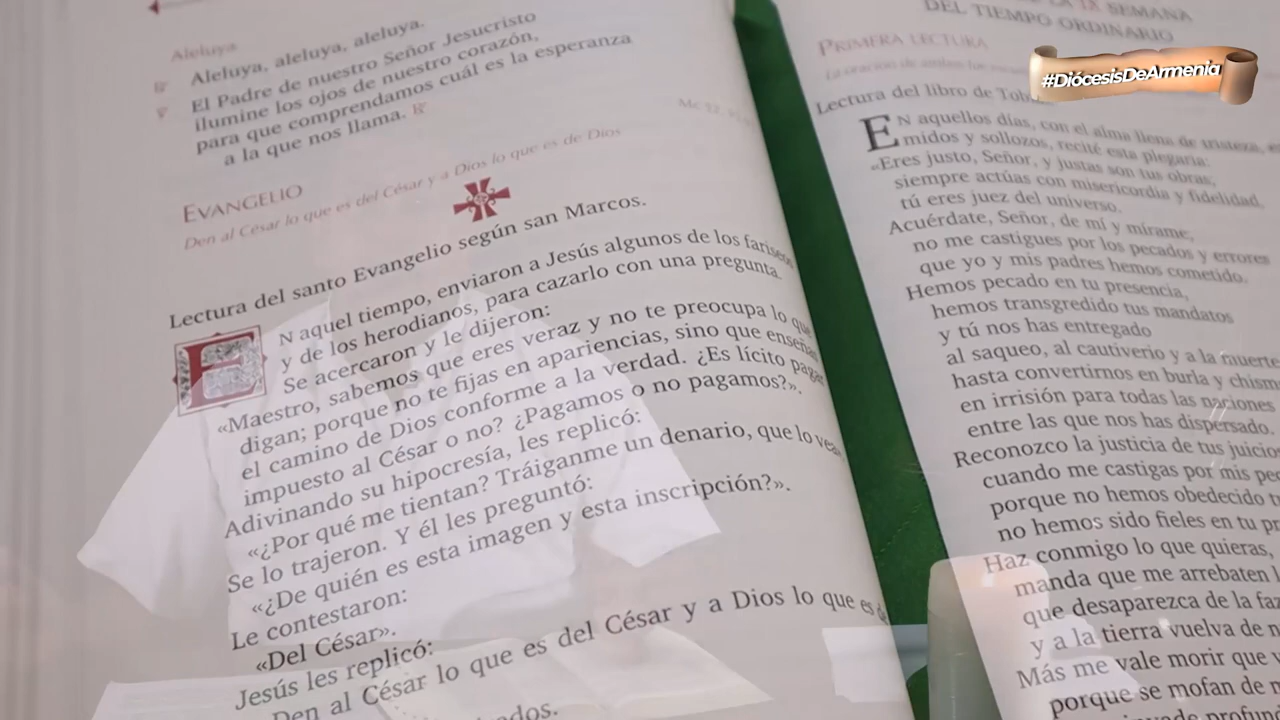 Aleluya
Aleluya, aleluya, aleluya.
El Padre de nuestro Señor Jesucristo
ilumine los ojos de nuestro corazón,
para que comprendamos cuál es la esperanza
a la que nos llama. ℟
EVANGELIO
Den al César lo que es del César y a Dios lo que es de Dios
Lectura del santo Evangelio según san Marcos.
EN aquel tiempo, enviaron a Jesús algunos de los fariseos
y de los herodianos, para cazarlo con una pregunta.
Se acercaron y le dijeron:
«Maestro, sabemos que eres veraz y no te preocupa lo que
digan; porque no te fijas en apariencias, sino que enseñas
el camino de Dios conforme a la verdad. ¿Es lícito pagar
impuesto al César o no? ¿Pagamos o no pagamos?».
Adivinando su hipocresía, les replicó:
«¿Por qué me tientan? Tráiganme un denario, que lo vea
Se lo trajeron. Y él les preguntó:
«¿De quién es esta imagen y esta inscripción?».
Le contestaron:
«Del César».
Jesús les replicó:
Den al César lo que es del César y a Dios lo que es de
SEMANA
DEL TIEMPO ORDINARIO
PRIMERA LECTURA
#DiócesisDeArmenia
Lectura del libro de
EN aquellos días, con el alma llena de tristeza,
midos y sollozos, recité esta plegaria:
«Eres justo, Señor, y justas son tus obras,
siempre actúas con misericordia y fidelidad,
tú eres juez del universo.
Acuérdate, Señor, de mí y mírame,
no me castigues por los pecados y errores
que yo y mis padres hemos cometido.
Hemos pecado en tu presencia,
hemos transgredido tus mandatos
y tú nos has entregado
al saqueo, al cautiverio y a la muerte
hasta convertirnos en burla y
en irrisión para todas las naciones
entre las que nos has dispersado.
Reconozco la justicia de tus
cuando me castigas por mis
porque no hemos obedecido
no hemos sido fieles en tu
Haz conmigo lo que quieras,
manda que me arrebaten
que desaparezca de la
y a la tierra vuelva de
Más me vale morir que
porque se mofan de